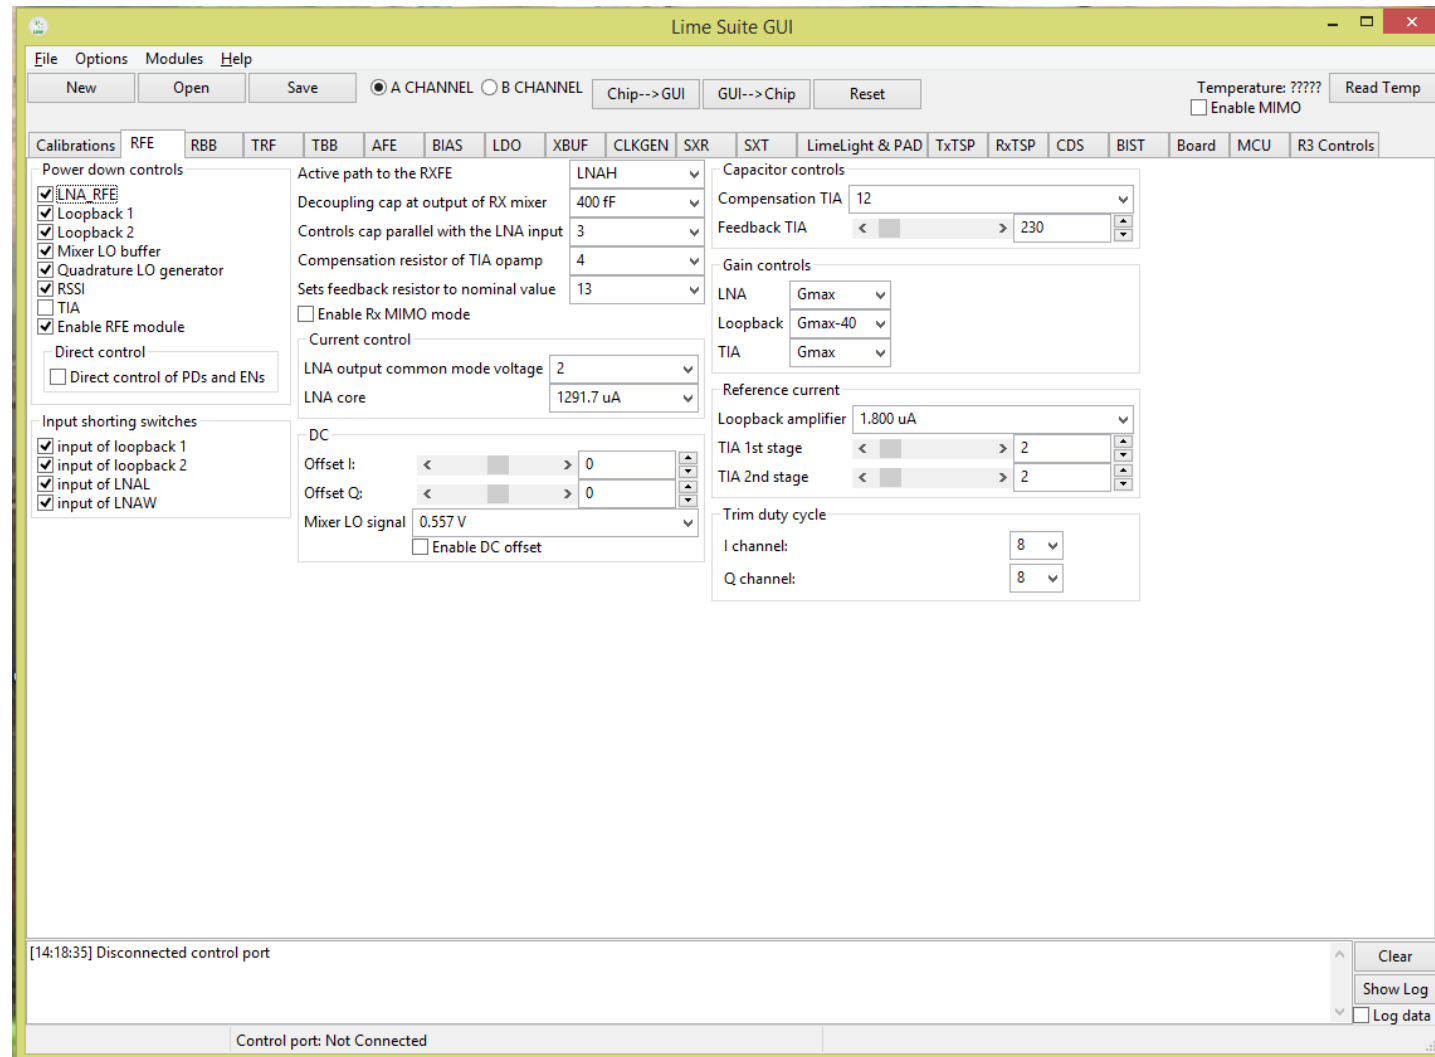 Lime Suite GUI
File Options Modules Help
New Open Save A CHANNEL B CHANNEL Chip-->GUI GUI-->Chip Reset Temperature: ????? Read Temp
Enable MIMO
Calibrations RFE RBB TRF TBB AFE BIAS LDO XBUF CLKGEN SXR SXT LimeLight & PAD TxTSP RxTSP CDS BIST Board MCU R3 Controls
Power down controls
LNA_RFE
Loopback 1
Loopback 2
Mixer LO buffer
Quadrature LO generator
RSSI
TIA
Enable RFE module
Direct control
Direct control of PDs and ENs
Input shorting switches
input of loopback 1
input of loopback 2
input of LNAL
input of LNAW
Active path to the RXFE LNAH
Decoupling cap at output of RX mixer 400 fF
Controls cap parallel with the LNA input 3
Compensation resistor of TIA opamp 4
Sets feedback resistor to nominal value 13
Enable Rx MIMO mode
Current control
LNA output common mode voltage 2
LNA core 1291.7 uA
DC
Offset I: 0
Offset Q: 0
Mixer LO signal 0.557 V
Enable DC offset
Capacitor controls
Compensation TIA 12
Feedback TIA 230
Gain controls
LNA Gmax
Loopback Gmax-40
TIA Gmax
Reference current
Loopback amplifier 1.800 uA
TIA 1st stage 2
TIA 2nd stage 2
Trim duty cycle
I channel: 8
Q channel: 8
[14:18:35] Disconnected control port
Clear
Show Log
Log data
Control port: Not Connected